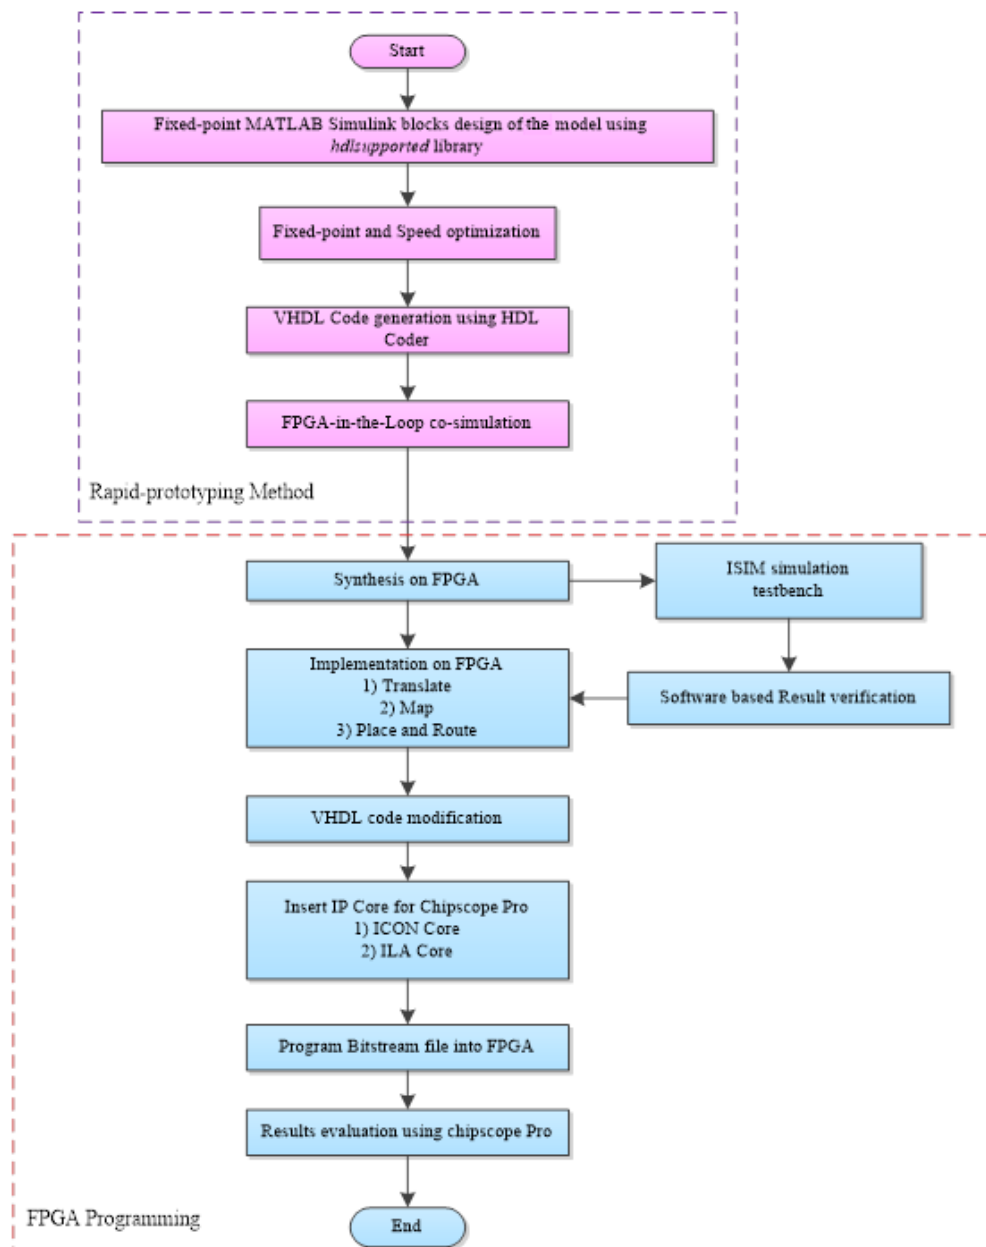 Start
Fixed-point MATLAB Simulink blocks design of the model using
hdlsupported library
Fixed-point and Speed optimization
VHDL Code generation using HDL
Coder
FPGA-in-the-Loop co-simulation
Rapid-prototyping Method
Synthesis on FPGA
ISIM simulation
testbench
Implementation on FPGA
1) Translate
2) Map
3) Place and Route
Software based Result verification
VHDL code modification
Insert IP Core for Chipscope Pro
1) ICON Core
2) ILA Core
Program Bitstream file into FPGA
Results evaluation using chipscope Pro
End
FPGA Programming